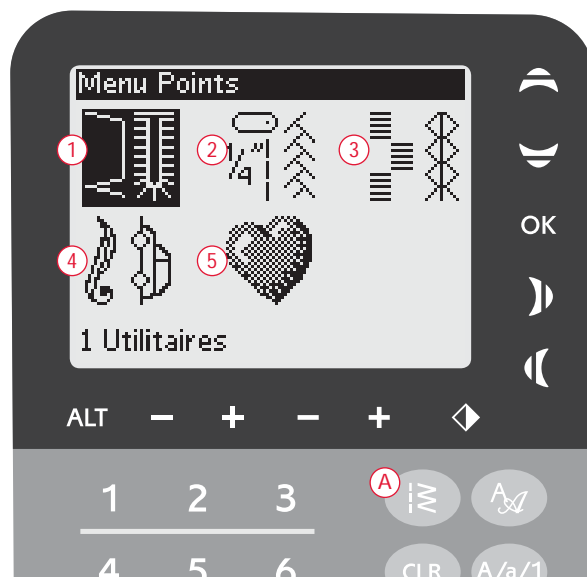 Menu Points
1 2 1/4" 3
4 5
1 Utilitaires
OK
ALT − + − +
A
1 2 3
4 5 6
CLR A/a/1